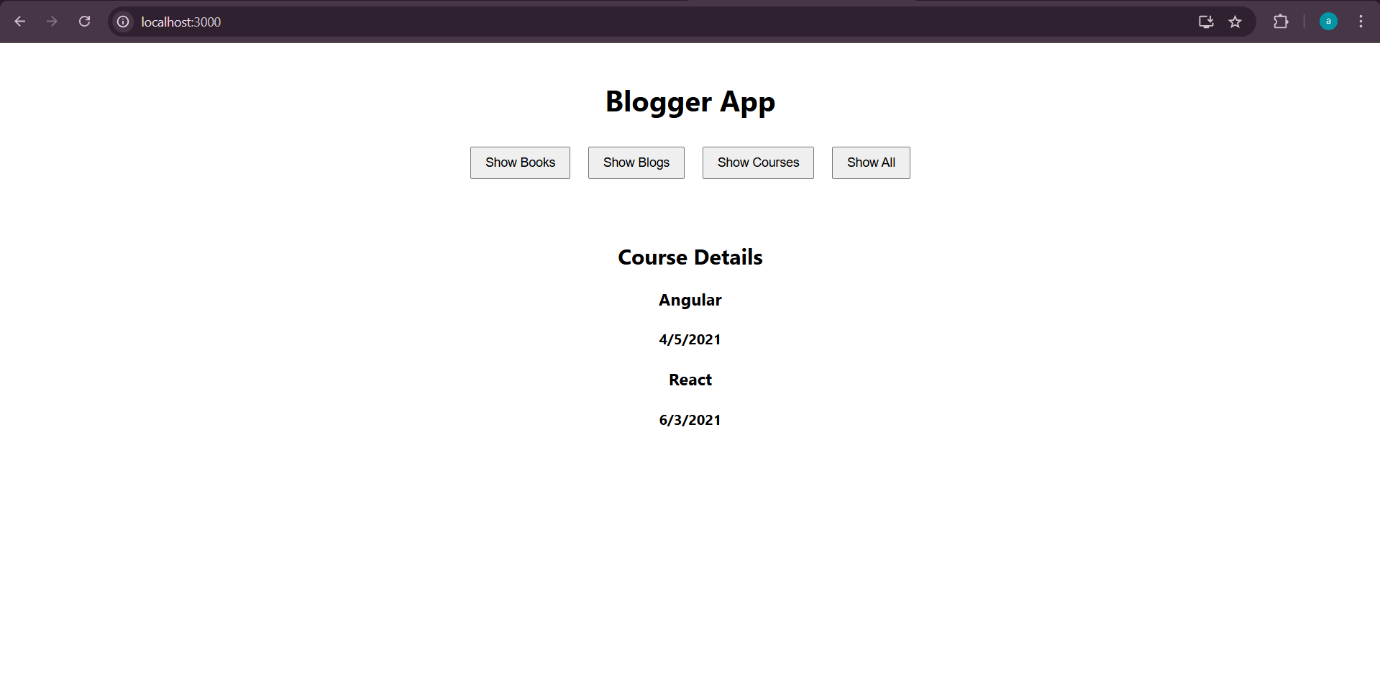 localhost:3000
a
Blogger App
Show Books Show Blogs Show Courses Show All
Course Details
Angular
4/5/2021
React
6/3/2021